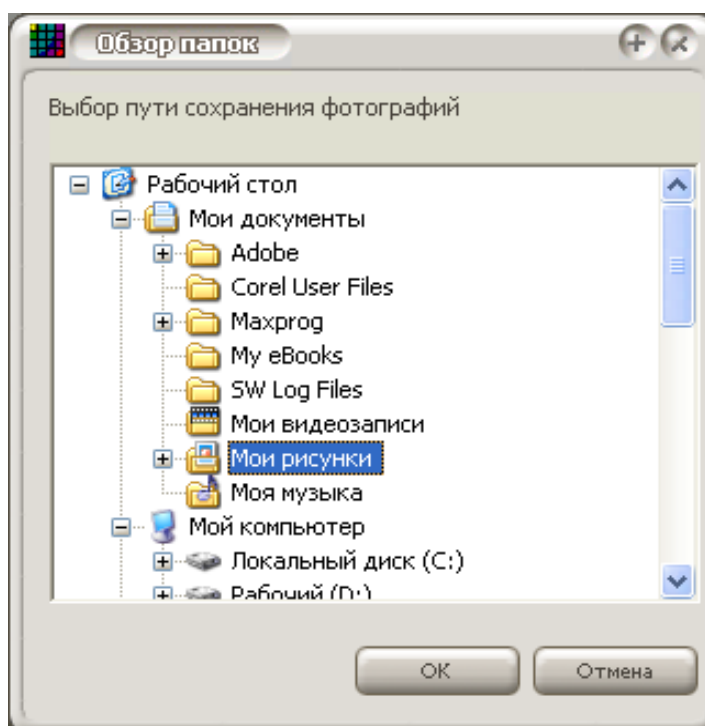 Обзор папок
Выбор пути сохранения фотографий
Рабочий стол
Мои документы
Adobe
Corel User Files
Maxprog
My eBooks
SW Log Files
Мои видеозаписи
Мои рисунки
Моя музыка
Мой компьютер
Локальный диск (C:)
Рабочий (D:)
OK
Отмена